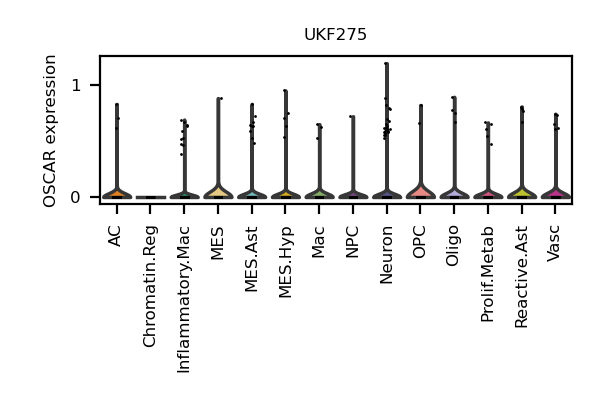 UKF275
OSCAR expression
1
0
AC
Chromatin.Reg
Inflammatory.Mac
MES
MES.Ast
MES.Hyp
Mac
NPC
Neuron
OPC
Oligo
Prolif.Metab
Reactive.Ast
Vasc